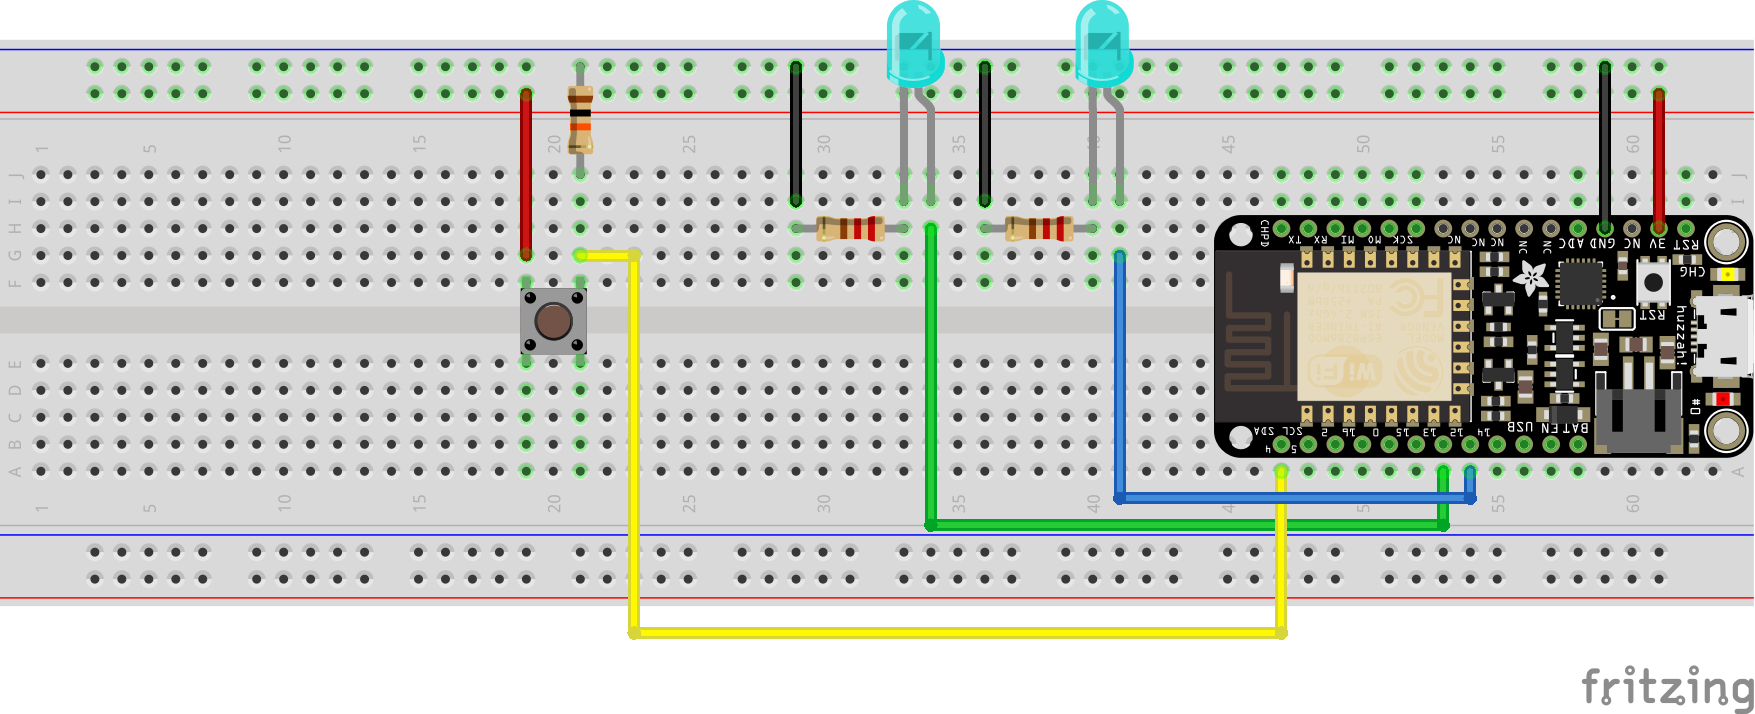 1 5 10 15 20 25 30 35 40 45 50 55 60
J J
I I
H H
G G
F F
E
D
C
B
A A
CHPD TX RX MI MO SCK NC NC NC NC NC ADC GND NC 3V RST
CHG
RST
huzzah!
WiFi
#0
4 SDA SCL 5 2 16 0 15 13 12 14 USB EN BAT
1 5 10 15 20 25 30 35 40 50 55 60
fritzing